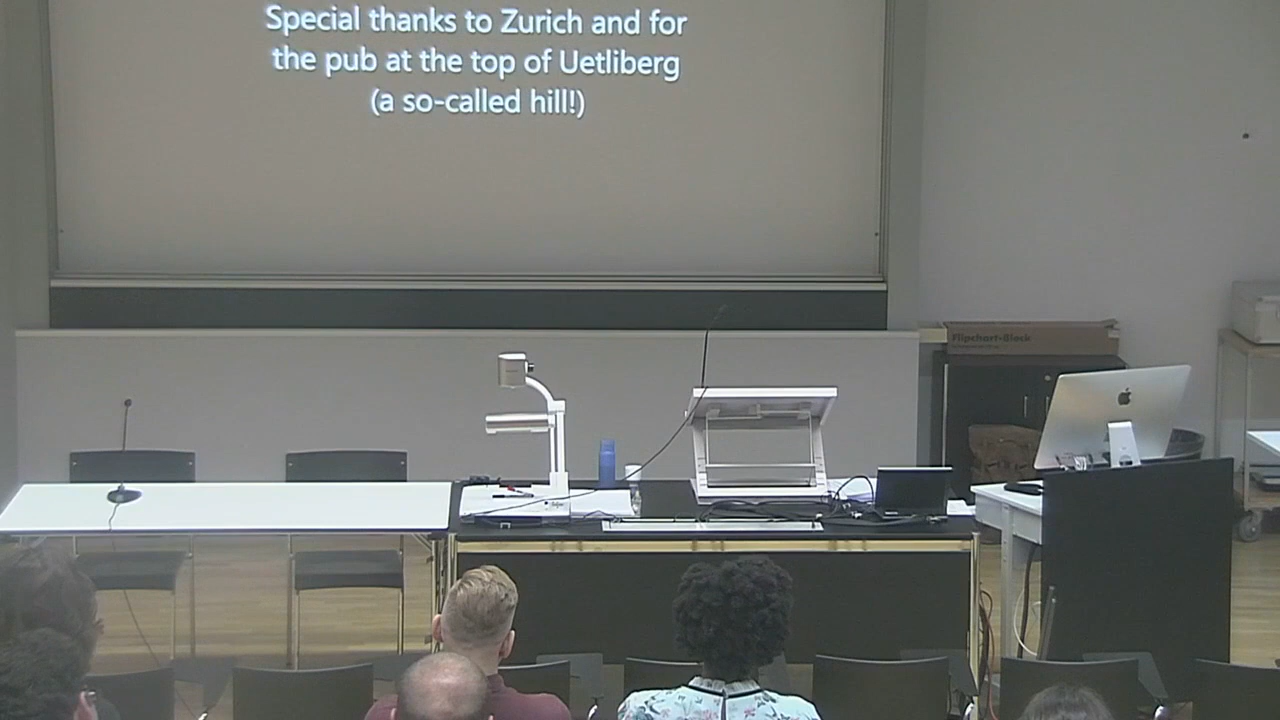 Special thanks to Zurich and for
the pub at the top of Uetliberg
(a so-called hill!)
Flipchart-Block